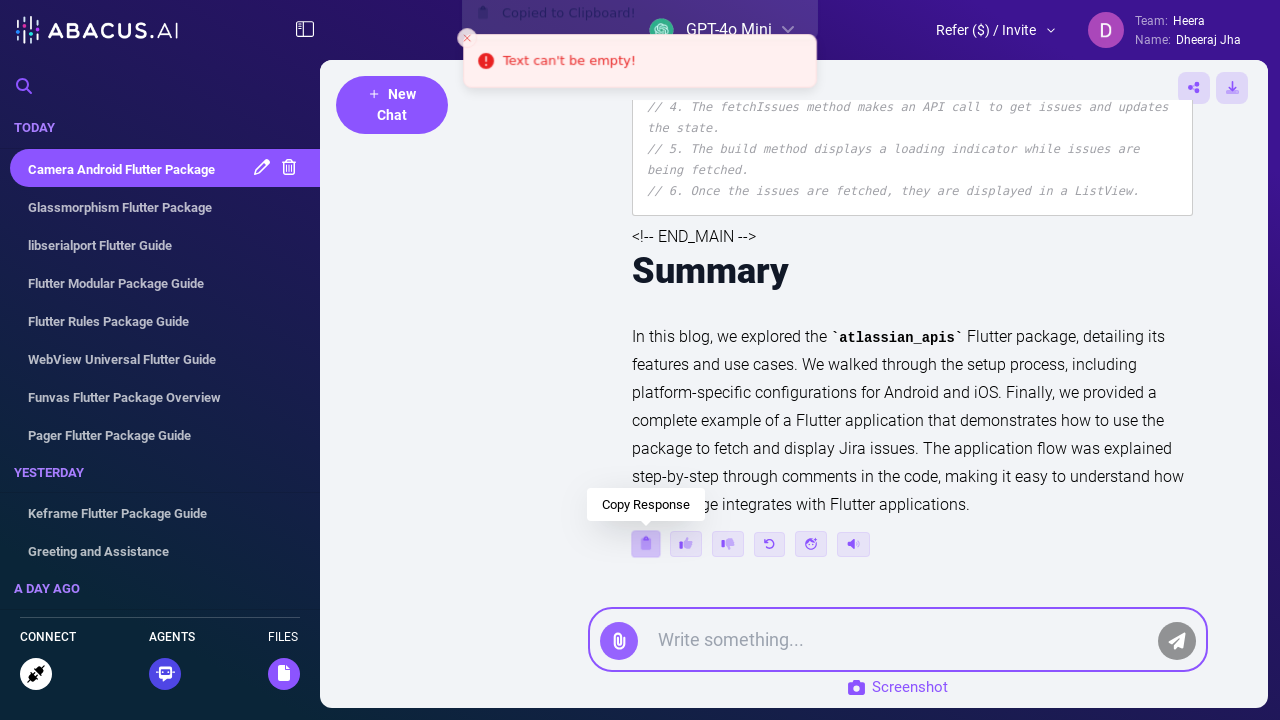 ABACUS.AI
Copied to Clipboard!
GPT-4o Mini
Text can't be empty!
Refer ($) / Invite
D
Team: Heera
Name: Dheeraj Jha
TODAY
Camera Android Flutter Package
Glassmorphism Flutter Package
libserialport Flutter Guide
Flutter Modular Package Guide
Flutter Rules Package Guide
WebView Universal Flutter Guide
Funvas Flutter Package Overview
Pager Flutter Package Guide
YESTERDAY
Keframe Flutter Package Guide
Greeting and Assistance
A DAY AGO
CONNECT
AGENTS
FILES
+ New
Chat
// 4. The fetchIssues method makes an API call to get issues and updates
the state.
// 5. The build method displays a loading indicator while issues are
being fetched.
// 6. Once the issues are fetched, they are displayed in a ListView.
<!-- END_MAIN -->
Summary
In this blog, we explored the `atlassian_apis` Flutter package, detailing its
features and use cases. We walked through the setup process, including
platform-specific configurations for Android and iOS. Finally, we provided a
complete example of a Flutter application that demonstrates how to use the
package to fetch and display Jira issues. The application flow was explained
step-by-step through comments in the code, making it easy to understand how
ge integrates with Flutter applications.
Copy Response
Write something...
Screenshot